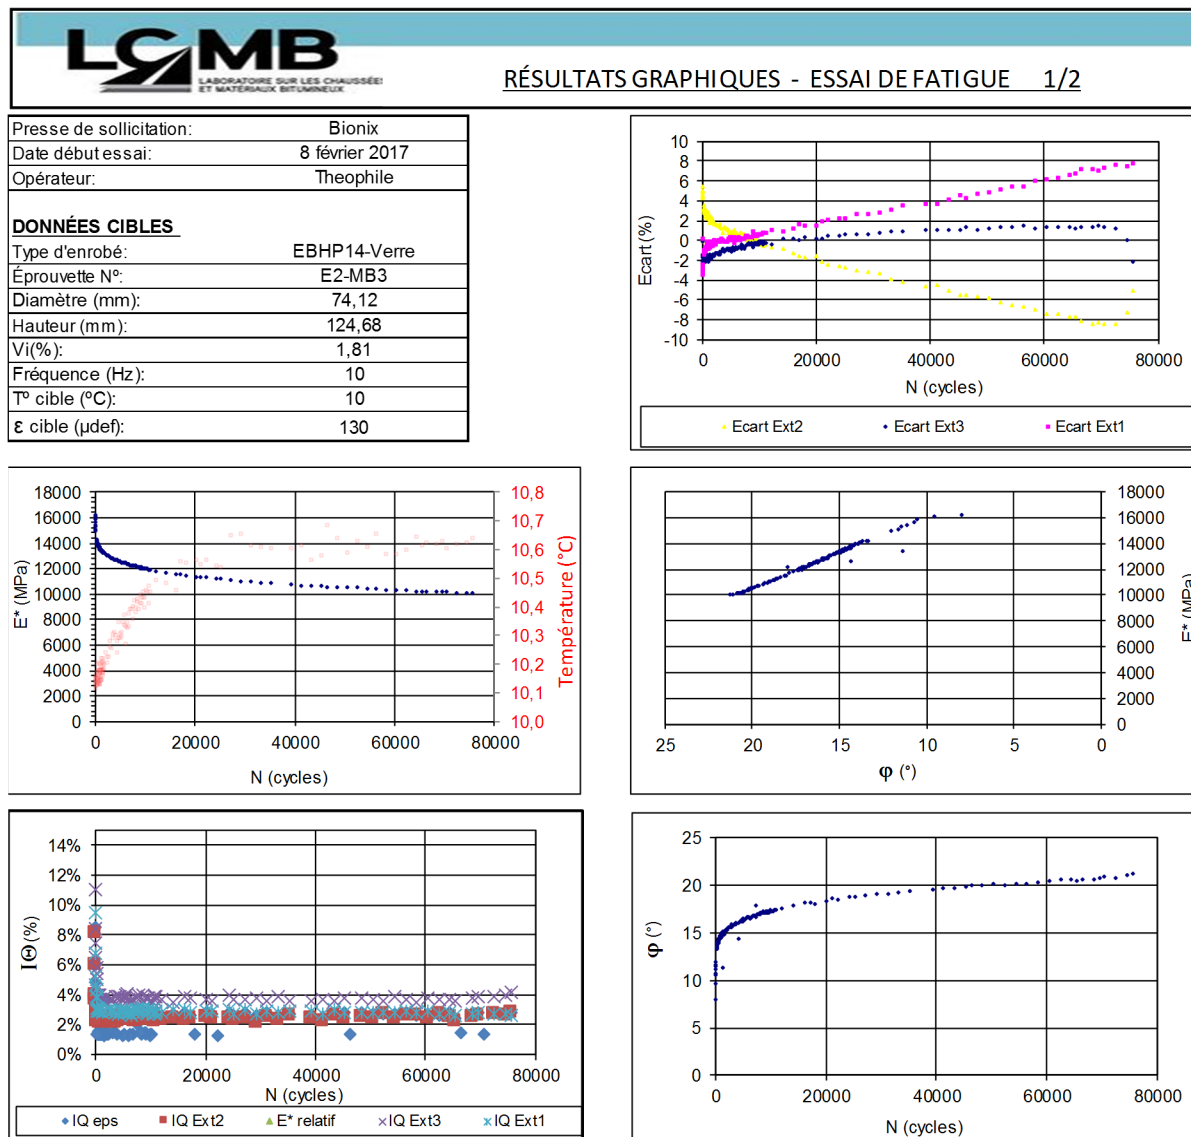 LCMB
LABORATOIRE SUR LES CHAUSSÉES
ET MATÉRIAUX BITUMINEUX
RÉSULTATS GRAPHIQUES - ESSAI DE FATIGUE 1/2
Presse de sollicitation: Bionix
Date début essai: 8 février 2017
Opérateur: Theophile
DONNÉES CIBLES
Type d'enrobé: EBHP14-Verre
Éprouvette Nº: E2-MB3
Diamètre (mm): 74,12
Hauteur (mm): 124,68
Vi(%): 1,81
Fréquence (Hz): 10
Tº cible (ºC): 10
ε cible (µdef): 130
Ecart (%)
10
8
6
4
2
0
-2
-4
-6
-8
-10
0 20000 40000 60000 80000
N (cycles)
Ecart Ext2 Ecart Ext3 Ecart Ext1
E* (MPa)
18000
16000
14000
12000
10000
8000
6000
4000
2000
0
10,8
10,7
10,6
10,5
10,4
10,3
10,2
10,1
10,0
Température (°C)
0 20000 40000 60000 80000
N (cycles)
18000
16000
14000
12000
10000
8000
6000
4000
2000
0
E* (MPa)
25 20 15 10 5 0
φ (°)
IQ (%)
14%
12%
10%
8%
6%
4%
2%
0%
0 20000 40000 60000 80000
N (cycles)
IQ eps IQ Ext2 E* relatif IQ Ext3 IQ Ext1
φ (°)
25
20
15
10
5
0
0 20000 40000 60000 80000
N (cycles)